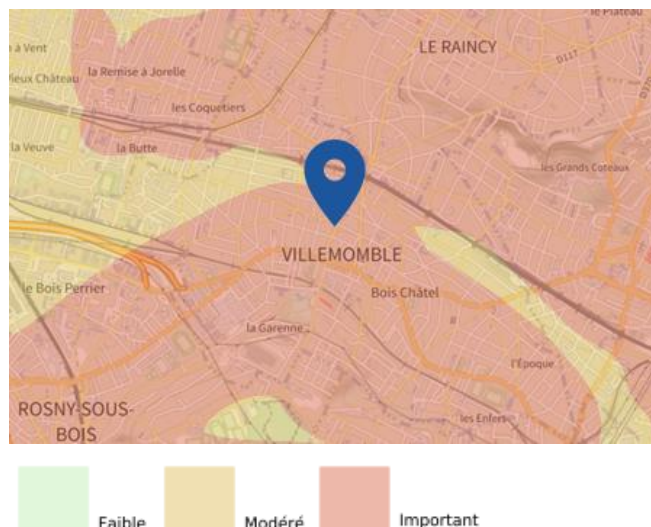 le Plateau
à Vent
LE RAINCY
D117
Vieux Château
la Remise à Jorelle
les Coquetiers
la Veuve
la Butte
les Grands Coteaux
VILLEMOMBLE
le Bois Perrier
Bois Châtel
la Garenne
l'Époque
ROSNY-SOUS-
BOIS
les Enfers
Faible
Modéré
Important